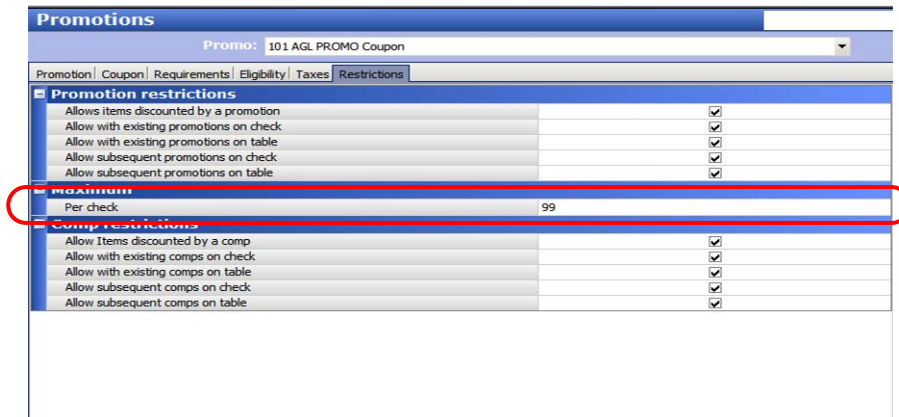 Promotions
Promo: 101 AGL PROMO Coupon
Promotion Coupon Requirements Eligibility Taxes Restrictions
Promotion restrictions
Allows items discounted by a promotion
Allow with existing promotions on check
Allow with existing promotions on table
Allow subsequent promotions on check
Allow subsequent promotions on table
Maximum
Per check 99
Comp restrictions
Allow Items discounted by a comp
Allow with existing comps on check
Allow with existing comps on table
Allow subsequent comps on check
Allow subsequent comps on table